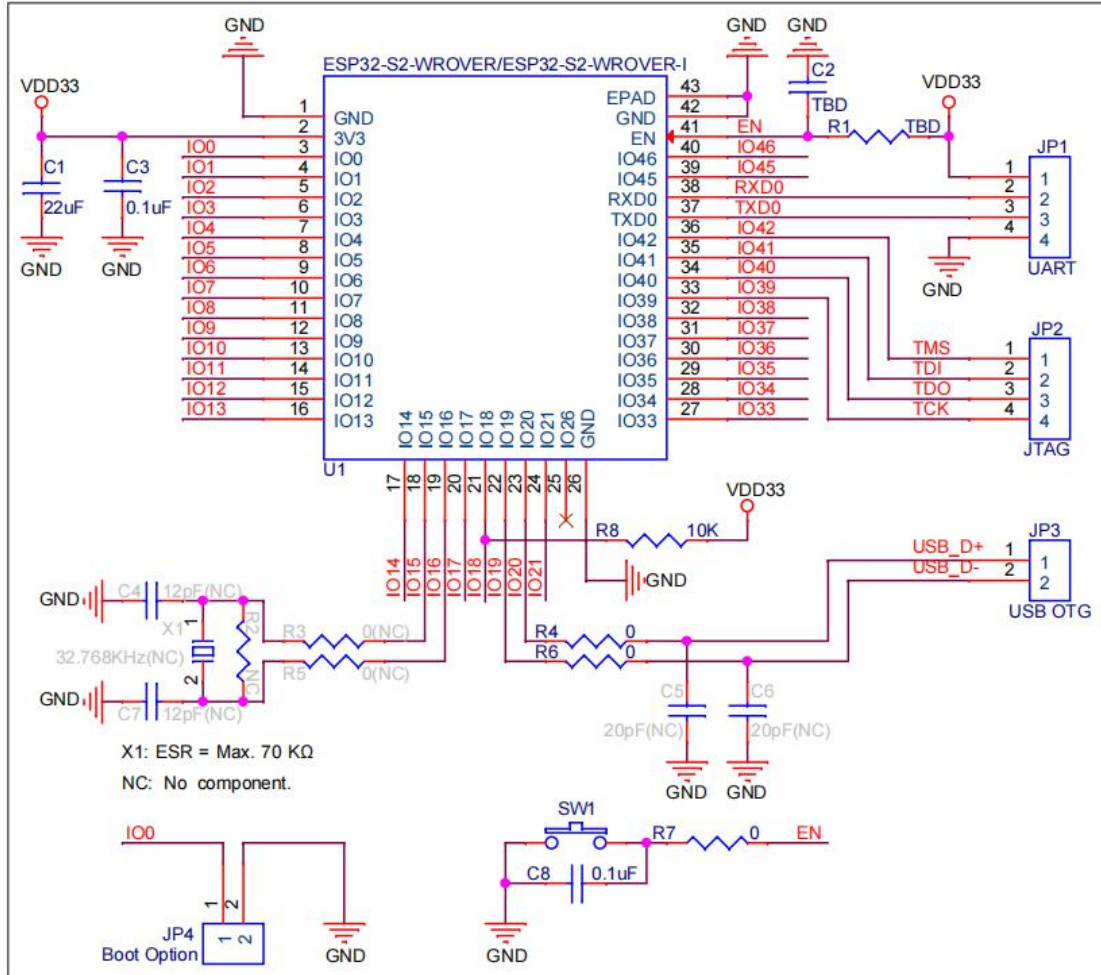 GND
GND
GND
ESP32-S2-WROVER/ESP32-S2-WROVER-I
VDD33
C1
22uF
GND
C3
0.1uF
GND
C2
TBD
R1
TBD
VDD33
1
GND
2
3V3
IO0
3
IO0
IO1
4
IO1
IO2
5
IO2
IO3
6
IO3
IO4
7
IO4
IO5
8
IO5
IO6
9
IO6
IO7
10
IO7
IO8
11
IO8
IO9
12
IO9
IO10
13
IO10
IO11
14
IO11
IO12
15
IO12
IO13
16
IO13
EPAD
43
GND
42
EN
41
EN
IO46
40
IO46
IO45
39
IO45
RXD0
38
RXD0
TXD0
37
TXD0
IO42
36
IO42
IO41
35
IO41
IO40
34
IO40
IO39
33
IO39
IO38
32
IO38
IO37
31
IO37
IO36
30
IO36
IO35
29
IO35
IO34
28
IO34
IO33
27
IO33
JP1
1
1
2
2
3
3
4
4
UART
GND
TMS
TDI
TDO
TCK
JP2
1
1
2
2
3
3
4
4
JTAG
U1
IO14
IO15
IO16
IO17
IO18
IO19
IO20
IO21
IO26
GND
17
18
19
20
21
22
23
24
25
26
IO14
IO15
IO16
IO17
IO18
IO19
IO20
IO21
R8
10K
VDD33
GND
USB_D+
USB_D-
JP3
1
1
2
2
USB OTG
GND
C4
12pF(NC)
X1
1
2
32.768KHz(NC)
R2
NC
GND
C7
12pF(NC)
R3
0(NC)
R5
0(NC)
R4
0
R6
0
C5
20pF(NC)
GND
C6
20pF(NC)
GND
X1: ESR = Max. 70 KΩ
NC: No component.
IO0
1
2
1
2
JP4
Boot Option
GND
SW1
R7
0
EN
C8
0.1uF
GND